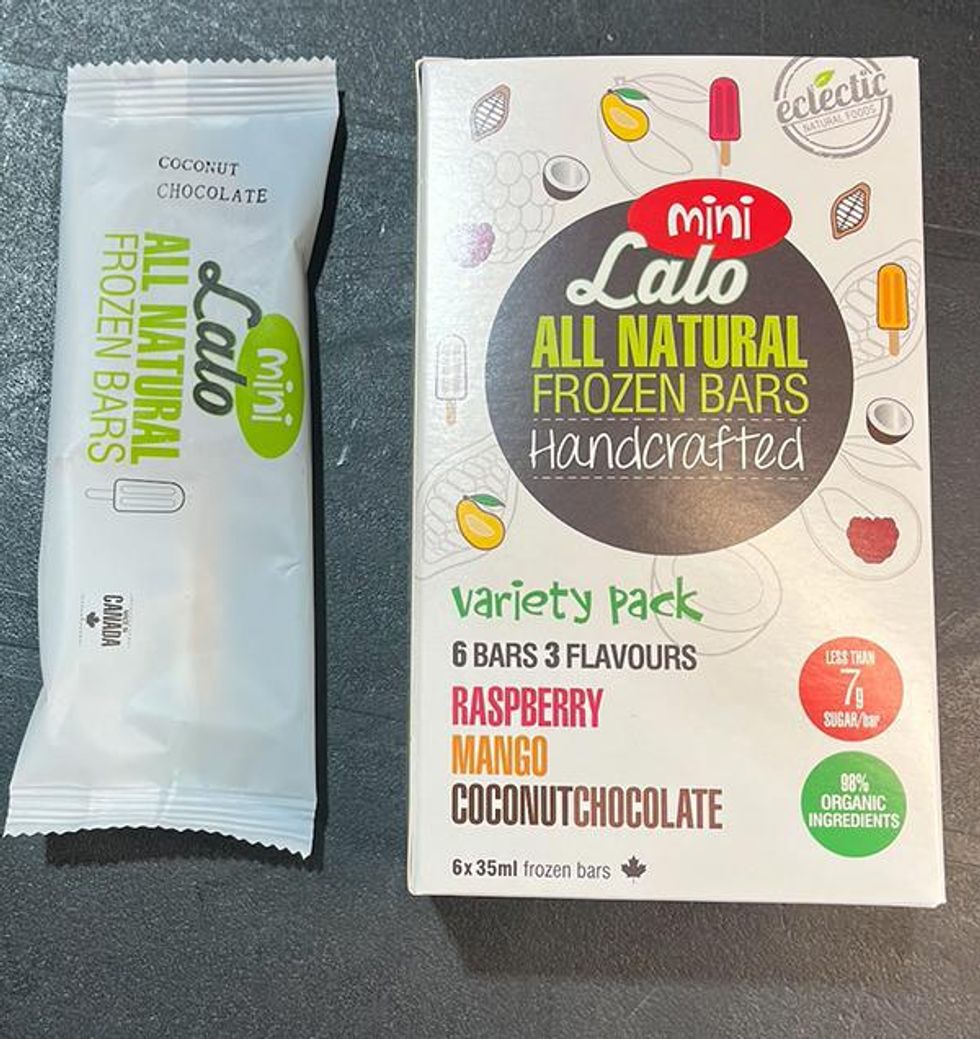 COCONUT
CHOCOLATE
mini
Lalo
ALL NATURAL
FROZEN BARS
MADE IN
CANADA
eclectic
NATURAL FOODS
mini
Lalo
ALL NATURAL
FROZEN BARS
Handcrafted
variety pack
6 BARS 3 FLAVOURS
RASPBERRY
MANGO
COCONUTCHOCOLATE
6x35ml frozen bars
LESS THAN
7g
SUGAR/bar
98%
ORGANIC
INGREDIENTS